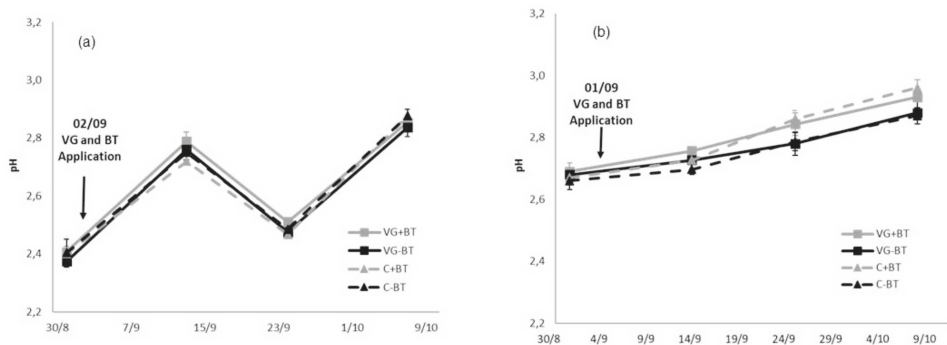 (a)
3,2
3,0
2,8
2,6
2,4
2,2
pH
02/09
VG and BT
Application
VG+BT
VG-BT
C+BT
C-BT
30/8 7/9 15/9 23/9 1/10 9/10
(b)
3,2
3,0
2,8
2,6
2,4
2,2
pH
01/09
VG and BT
Application
VG+BT
VG-BT
C+BT
C-BT
30/8 4/9 9/9 14/9 19/9 24/9 29/9 4/10 9/10